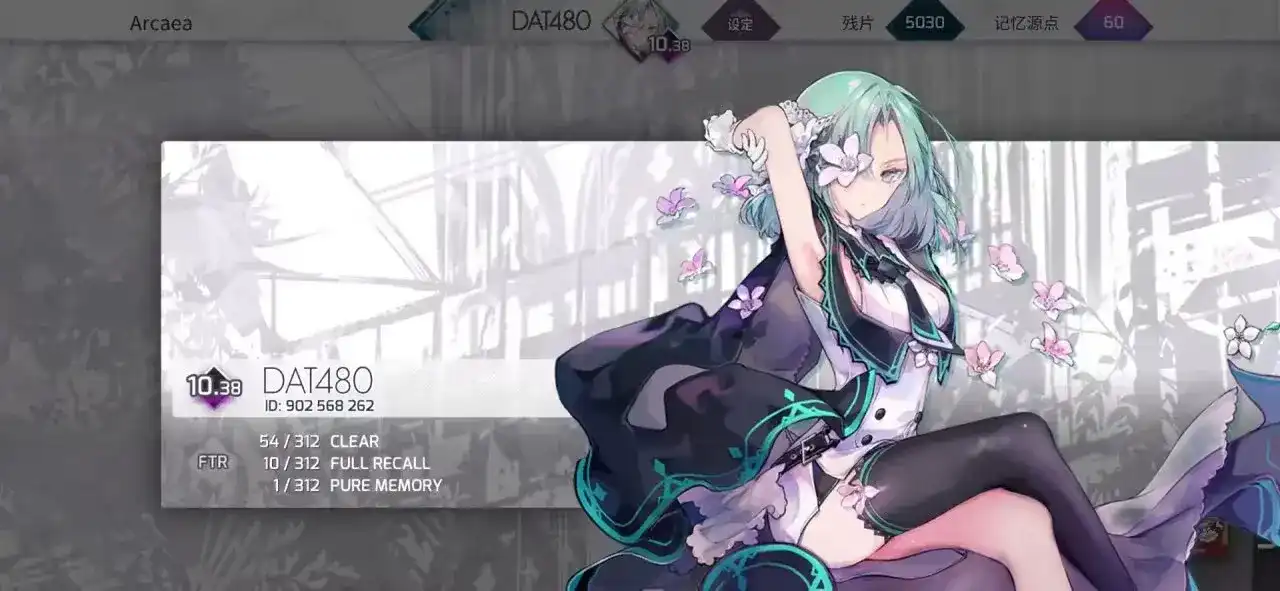 Arcaea
DAT480
10.38
设定
残片
5030
记忆源点
60
10.38
DAT480
ID: 902 568 262
FTR
54 / 312 CLEAR
10 / 312 FULL RECALL
1 / 312 PURE MEMORY